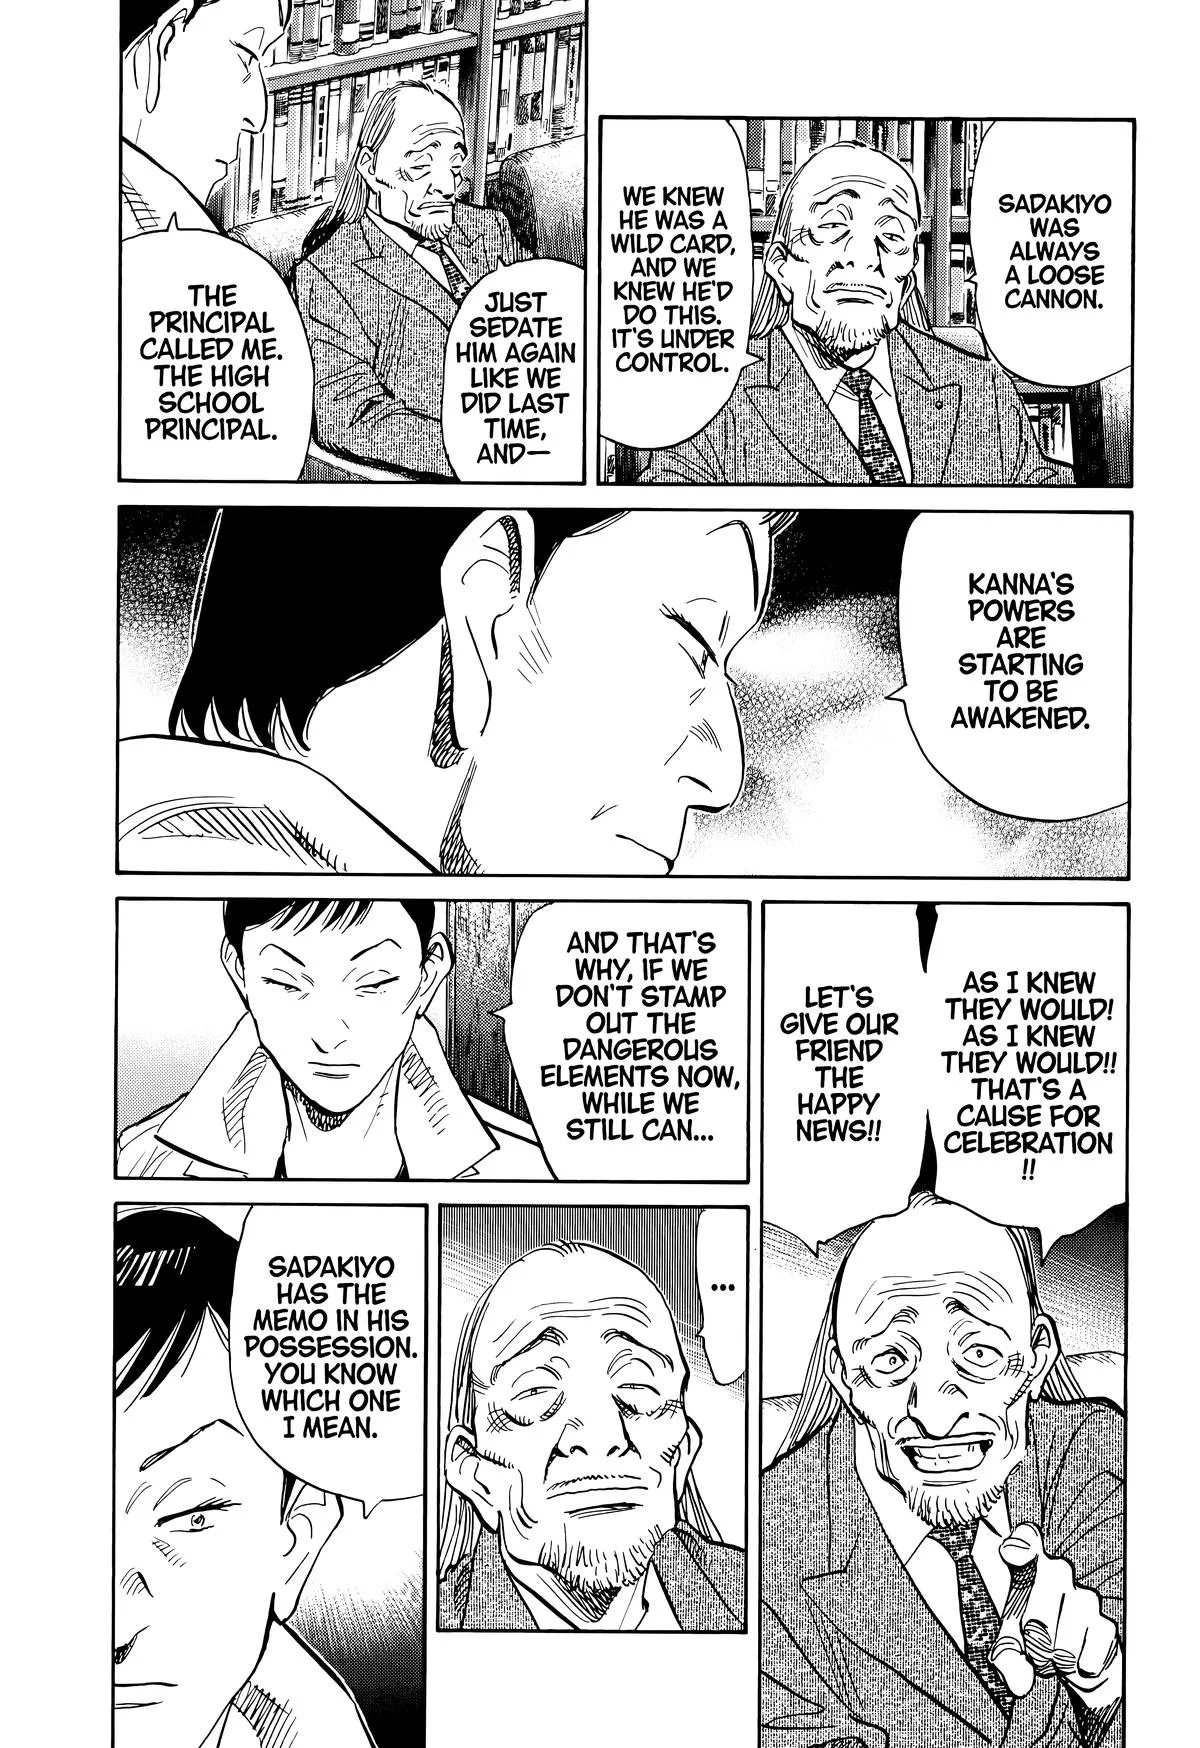 SADAKIYO
WAS
ALWAYS
A LOOSE
CANNON.
WE KNEW
HE WAS A
WILD CARD,
AND WE
KNEW HE'D
DO THIS.
IT'S UNDER
CONTROL.
JUST
SEDATE
HIM AGAIN
LIKE WE
DID LAST
TIME,
AND—
THE
PRINCIPAL
CALLED ME.
THE HIGH
SCHOOL
PRINCIPAL.
KANNA'S
POWERS
ARE
STARTING
TO BE
AWAKENED.
AS I KNEW
THEY WOULD!
AS I KNEW
THEY WOULD!!
THAT'S A
CAUSE FOR
CELEBRATION
!!
LET'S
GIVE OUR
FRIEND
THE
HAPPY
NEWS!!
AND THAT'S
WHY, IF WE
DON'T STAMP
OUT THE
DANGEROUS
ELEMENTS NOW,
WHILE WE
STILL CAN...
...
SADAKIYO
HAS THE
MEMO IN HIS
POSSESSION.
YOU KNOW
WHICH ONE
I MEAN.